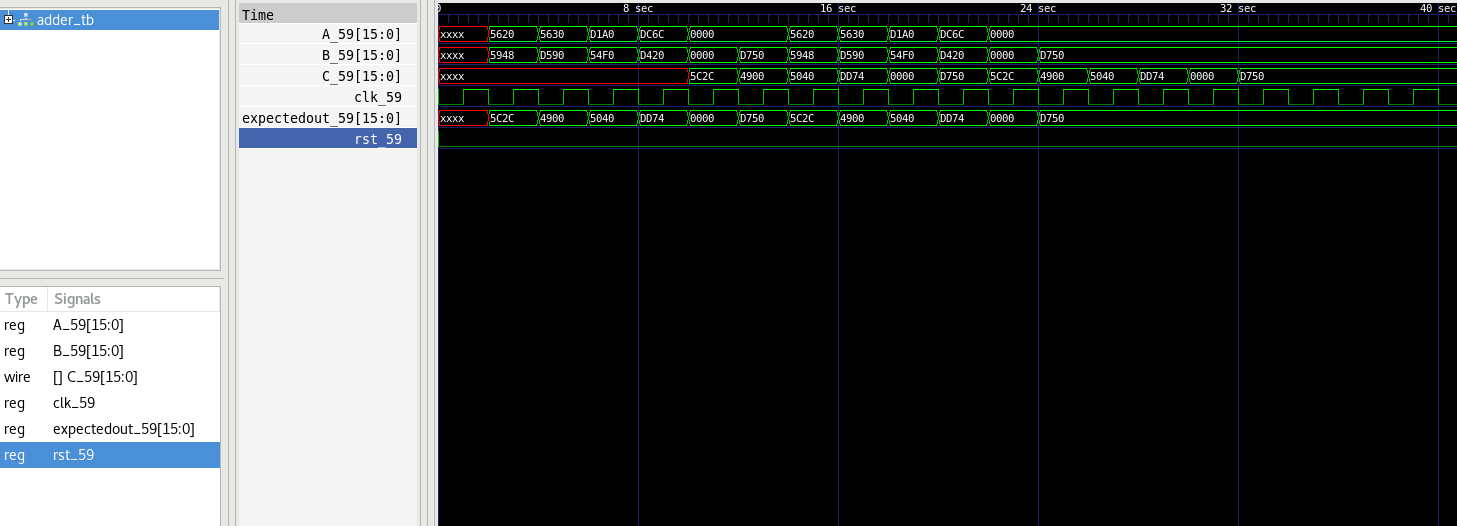 adder_tb
Type Signals
reg A_59[15:0]
reg B_59[15:0]
wire [] C_59[15:0]
reg clk_59
reg expectedout_59[15:0]
reg rst_59
Time 0 8 sec 16 sec 24 sec 32 sec 40 sec
A_59[15:0] xxxx 5620 5630 D1A0 DC6C 0000 5620 5630 D1A0 DC6C 0000
B_59[15:0] xxxx 5948 D590 54F0 D420 0000 D750 5948 D590 54F0 D420 0000 D750
C_59[15:0] xxxx 5C2C 4900 5040 DD74 0000 D750 5C2C 4900 5040 DD74 0000 D750
clk_59
expectedout_59[15:0] xxxx 5C2C 4900 5040 DD74 0000 D750 5C2C 4900 5040 DD74 0000 D750
rst_59